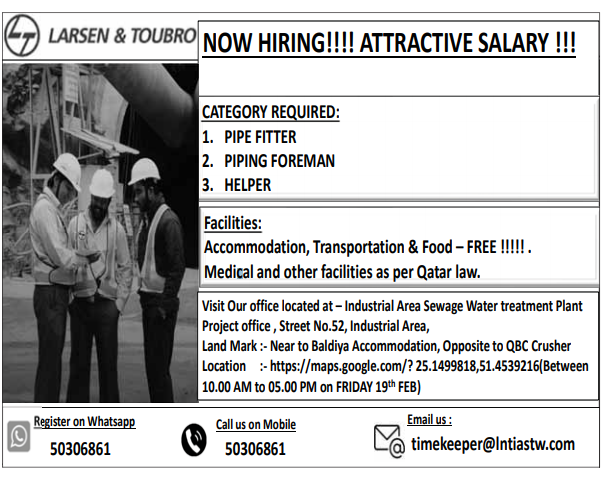 LARSEN & TOUBRO
NOW HIRING!!!! ATTRACTIVE SALARY !!!
CATEGORY REQUIRED:
1. PIPE FITTER
2. PIPING FOREMAN
3. HELPER
Facilities:
Accommodation, Transportation & Food – FREE !!!!! .
Medical and other facilities as per Qatar law.
Visit Our office located at – Industrial Area Sewage Water treatment Plant
Project office , Street No.52, Industrial Area,
Land Mark :- Near to Baldiya Accommodation, Opposite to QBC Crusher
Location :- https://maps.google.com/? 25.1499818,51.4539216(Between
10.00 AM to 05.00 PM on FRIDAY 19th FEB)
Register on Whatsapp
50306861
Call us on Mobile
50306861
Email us :
timekeeper@lntiastw.com